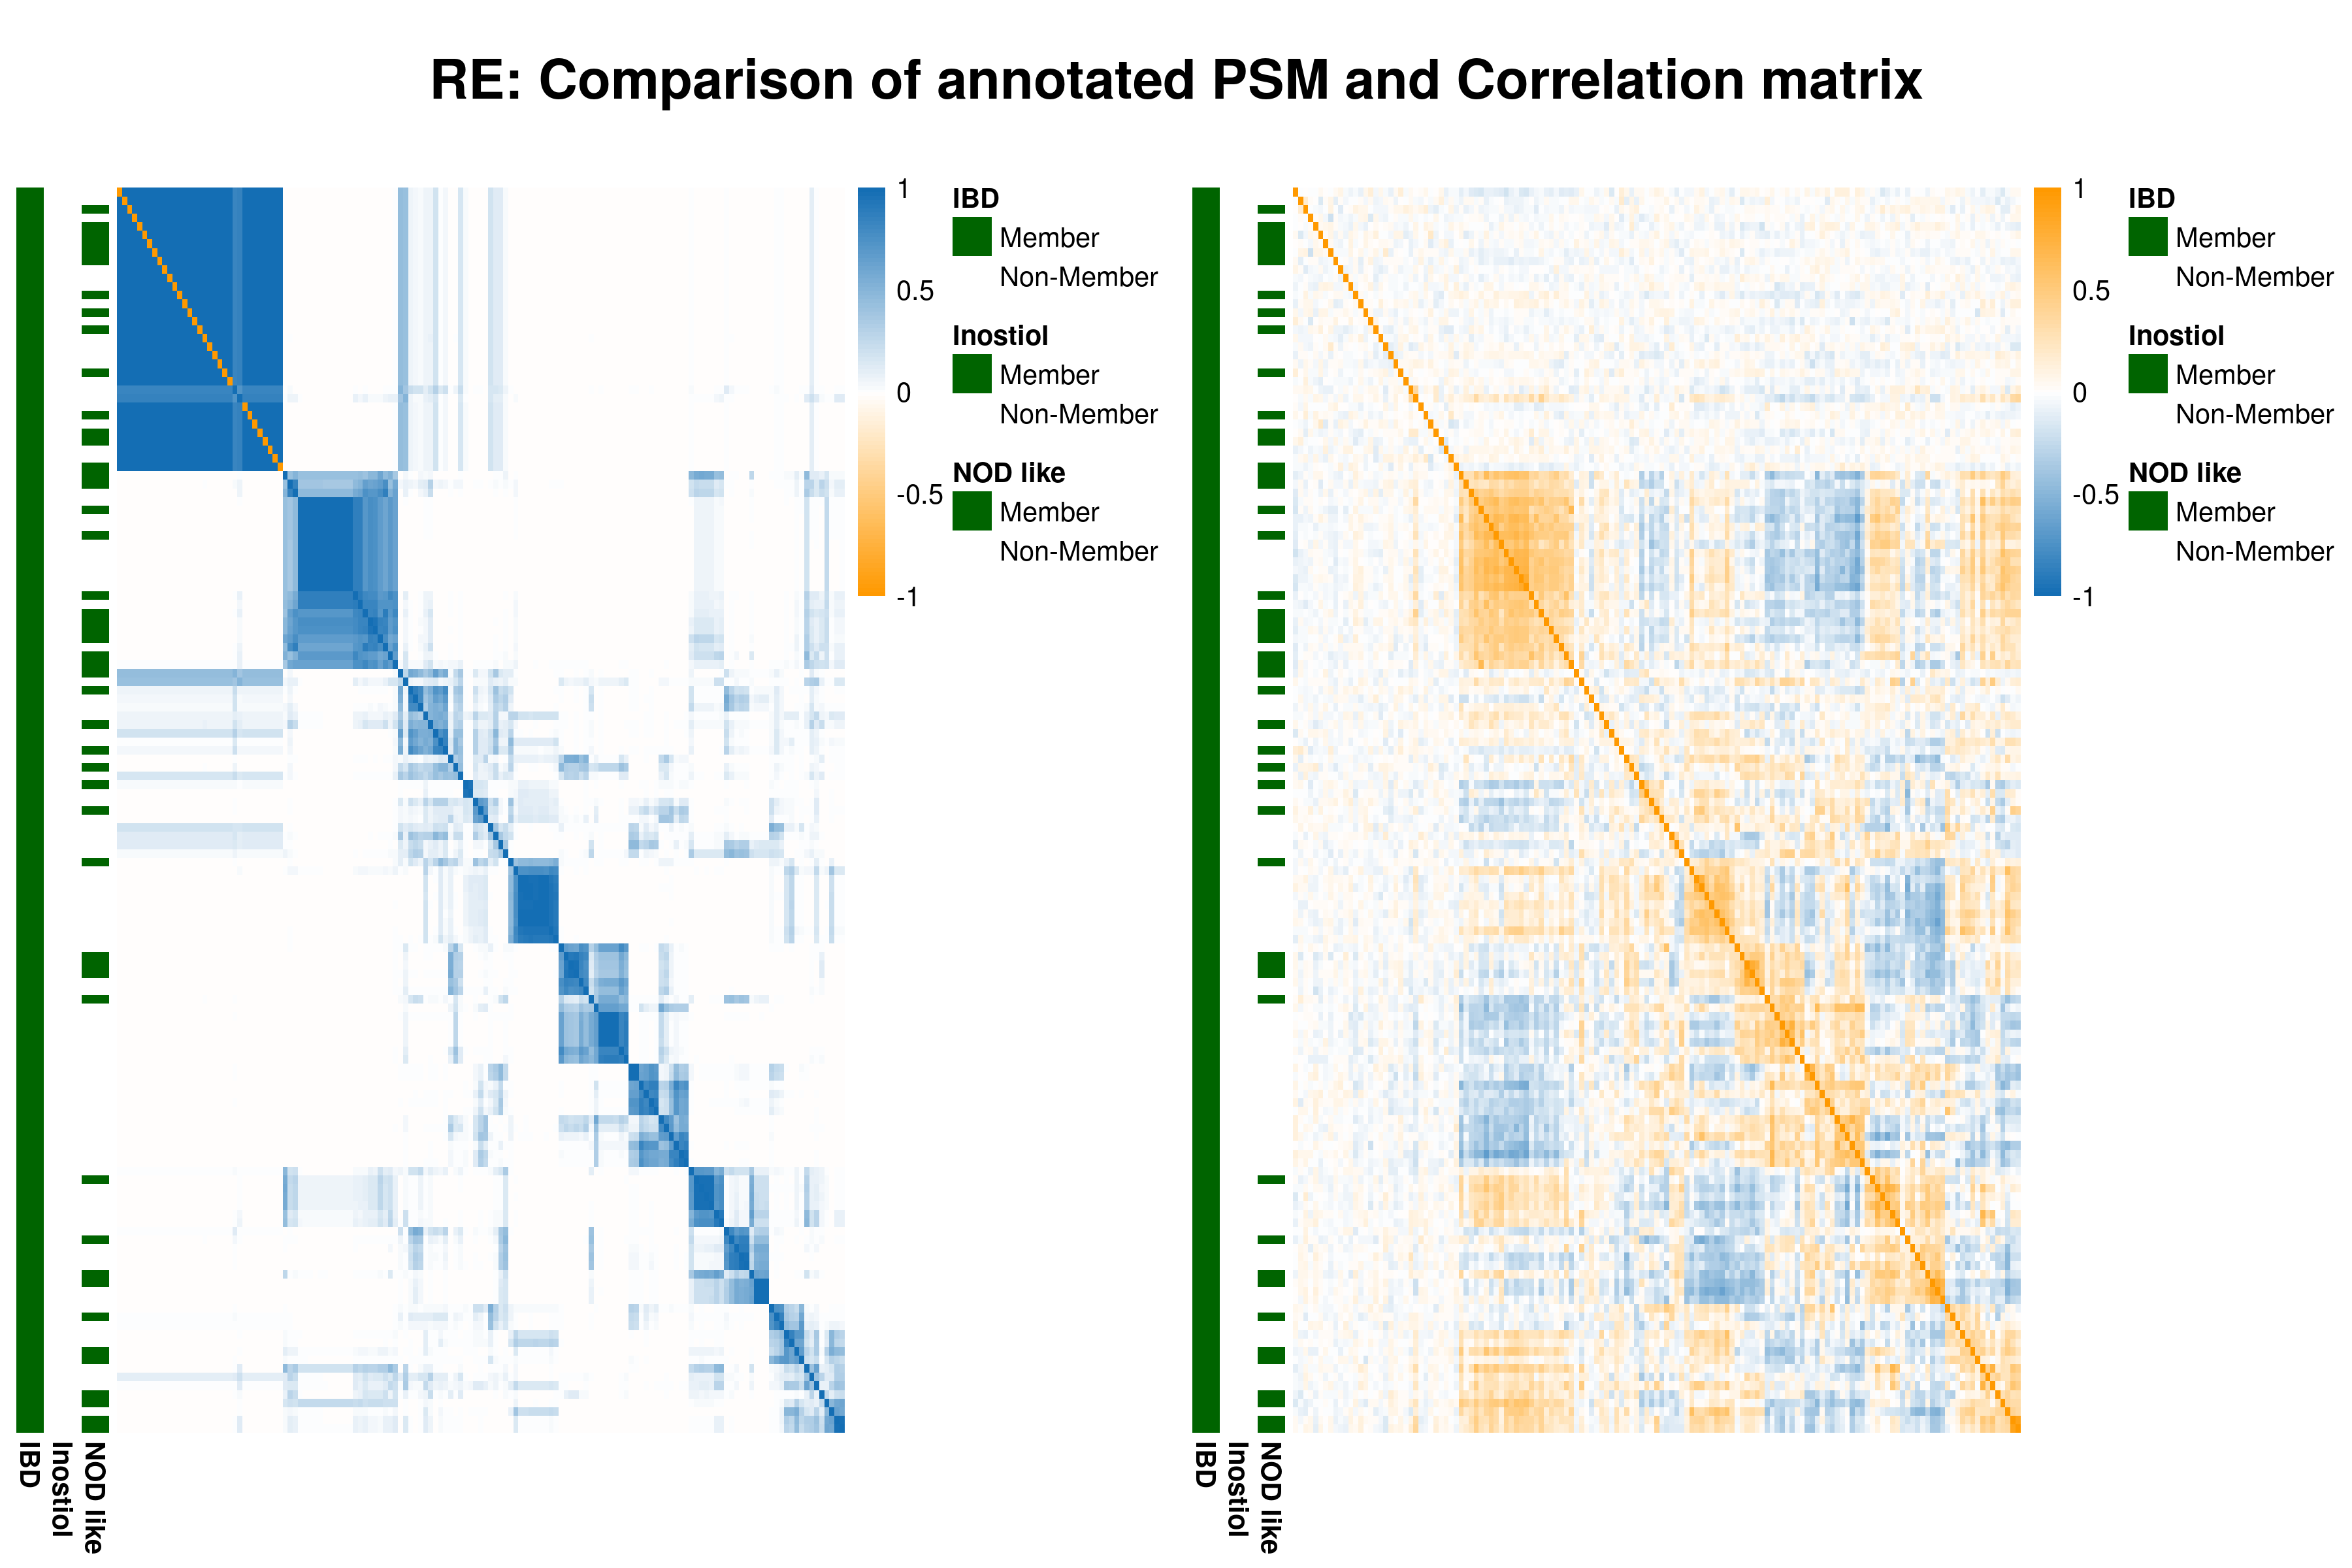 RE: Comparison of annotated PSM and Correlation matrix
1
0.5
0
-0.5
-1
IBD
Member
Non-Member
Inostiol
Member
Non-Member
NOD like
Member
Non-Member
IBD
Inostiol
NOD like
1
0.5
0
-0.5
-1
IBD
Member
Non-Member
Inostiol
Member
Non-Member
NOD like
Member
Non-Member
IBD
Inostiol
NOD like